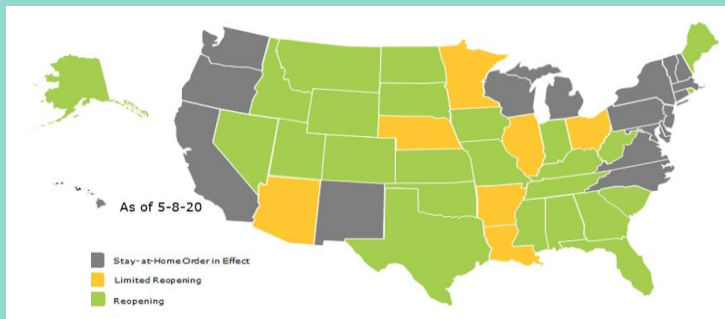 As of 5-8-20
Stay-at-Home Order in Effect
Limited Reopening
Reopening